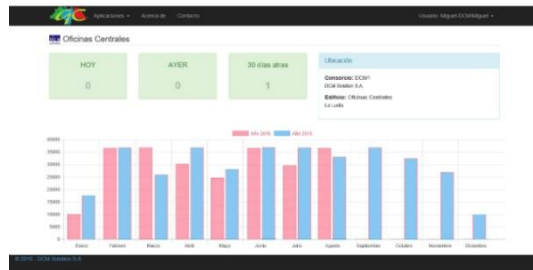 Aplicaciones Acerca de Contacto Usuario: Miguel-DCM\Miguel
Oficinas Centrales
HOY
0
AYER
0
30 días atras
1
Ubicación
Consorcio: DCM1
DCM Solution S.A.
Edificio: Oficinas Centrales
La Lucila
Año 2016 Año 2015
40000
35000
30000
25000
20000
15000
10000
5000
0
Enero Febrero Marzo Abril Mayo Junio Julio Agosto Septiembre Octubre Noviembre Diciembre
© 2016 - DCM Solution S.A.